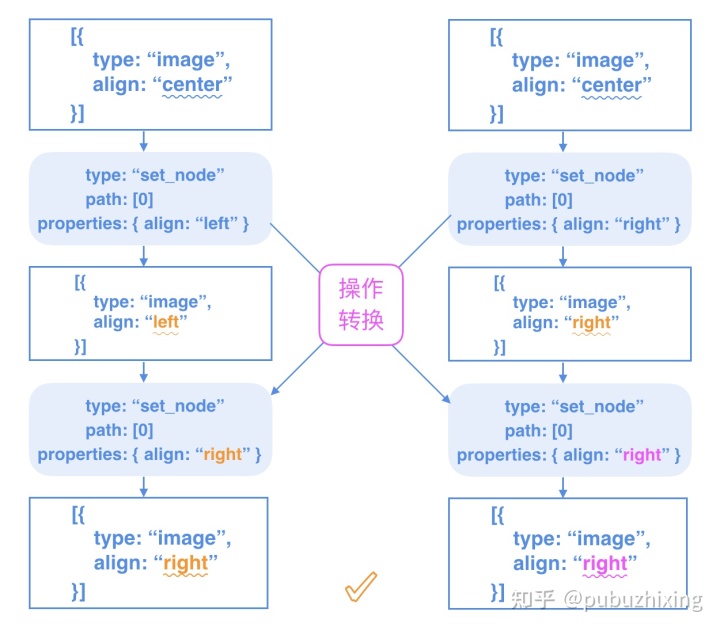 [{
type: “image”,
align: “center”
}]
type: “set_node”
path: [0]
properties: { align: “left” }
[{
type: “image”,
align: “left”
}]
type: “set_node”
path: [0]
properties: { align: “right” }
[{
type: “image”,
align: “right”
}]
操作
转换
[{
type: “image”,
align: “center”
}]
type: “set_node”
path: [0]
properties: { align: “right” }
[{
type: “image”,
align: “right”
}]
type: “set_node”
path: [0]
properties: { align: “right” }
[{
type: “image”,
align: “right”
}]
知乎 @pubuzhixing